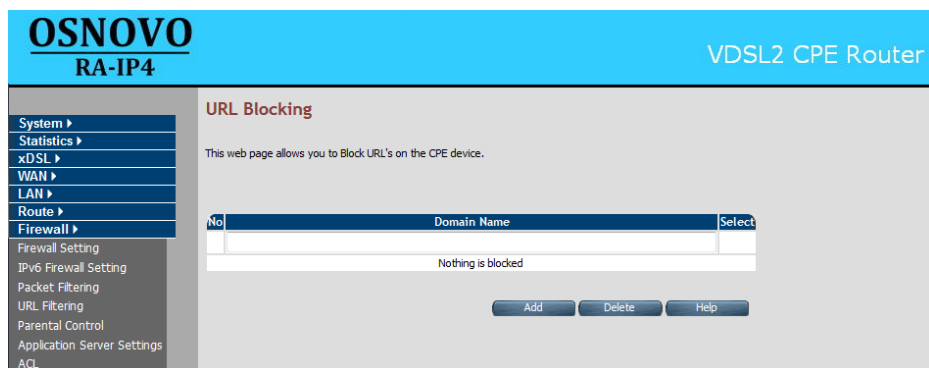 OSNOVO
RA-IP4
VDSL2 CPE Router
System
Statistics
xDSL
WAN
LAN
Route
Firewall
Firewall Setting
IPv6 Firewall Setting
Packet Filtering
URL Filtering
Parental Control
Application Server Settings
ACL
URL Blocking
This web page allows you to Block URL's on the CPE device.
No Domain Name Select
Nothing is blocked
Add Delete Help